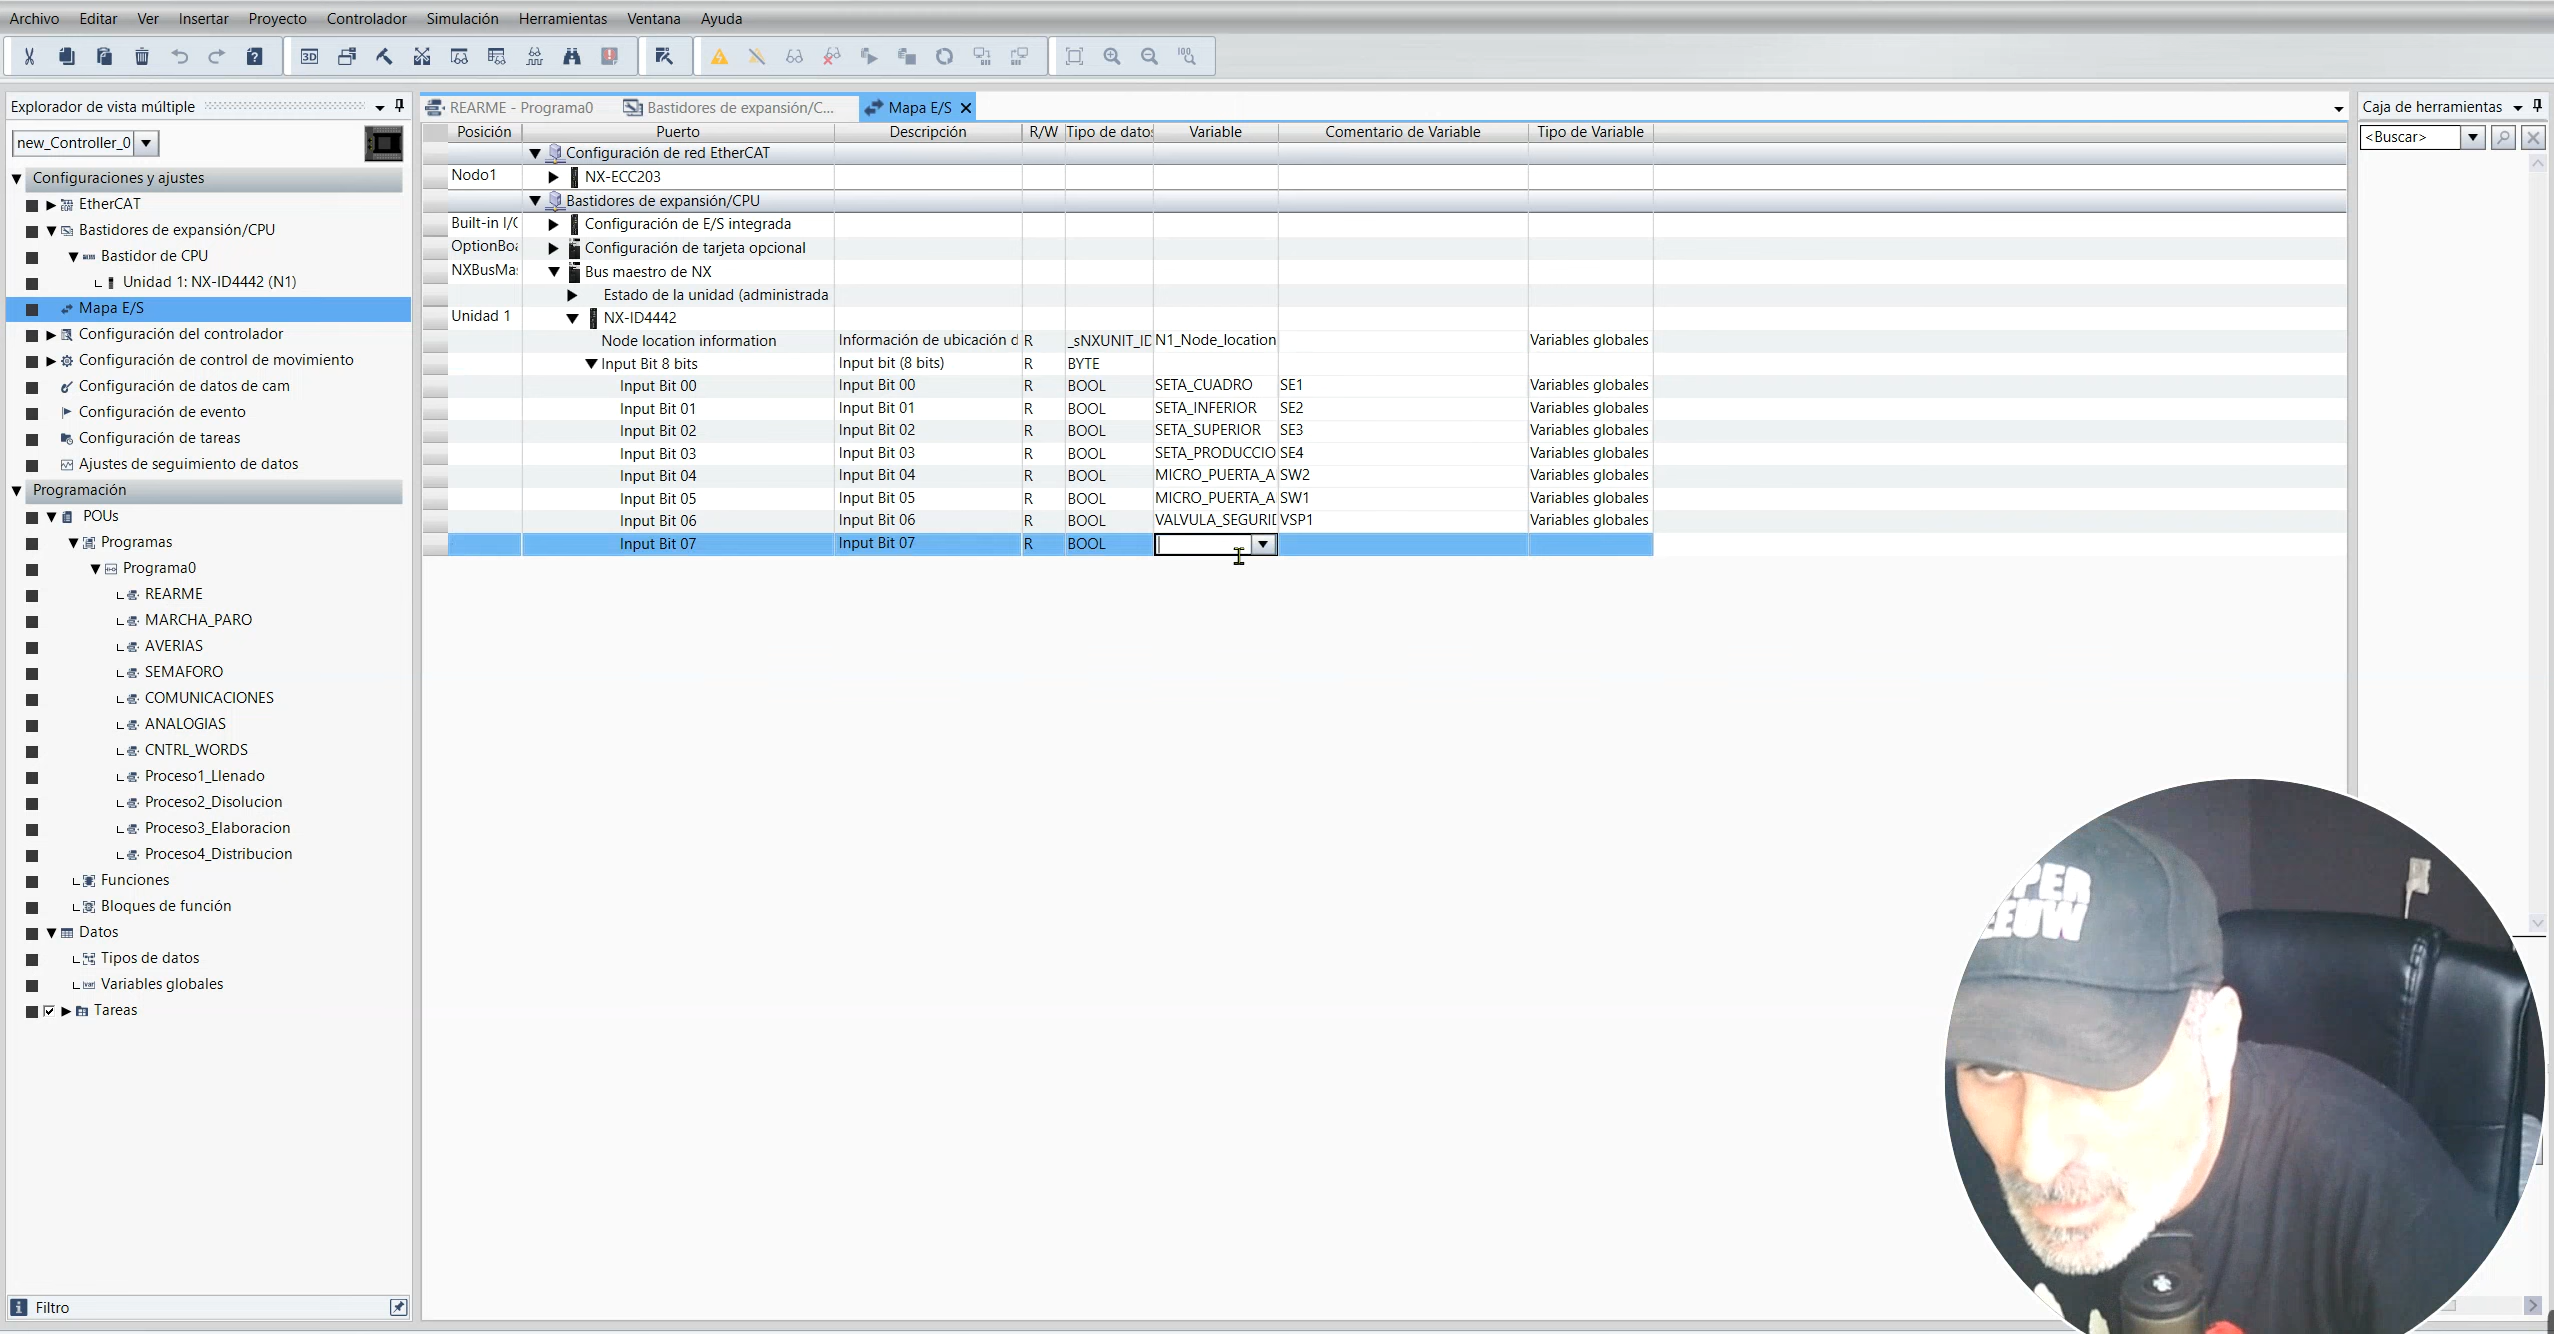 Archivo Editar Ver Insertar Proyecto Controlador Simulación Herramientas Ventana Ayuda
Explorador de vista múltiple
new_Controller_0
Configuraciones y ajustes
EtherCAT
Bastidores de expansión/CPU
Bastidor de CPU
Unidad 1: NX-ID4442 (N1)
Mapa E/S
Configuración del controlador
Configuración de control de movimiento
Configuración de datos de cam
Configuración de evento
Configuración de tareas
Ajustes de seguimiento de datos
Programación
POUs
Programas
Programa0
REARME
MARCHA_PARO
AVERIAS
SEMAFORO
COMUNICACIONES
ANALOGIAS
CNTRL_WORDS
Proceso1_Llenado
Proceso2_Disolucion
Proceso3_Elaboracion
Proceso4_Distribucion
Funciones
Bloques de función
Datos
Tipos de datos
Variables globales
Tareas
Filtro
REARME - Programa0 Bastidores de expansión/C... Mapa E/S
Posición Puerto Descripción R/W Tipo de datos Variable Comentario de Variable Tipo de Variable
Configuración de red EtherCAT
Nodo1 NX-ECC203
Bastidores de expansión/CPU
Built-in I/O Configuración de E/S integrada
OptionBoa Configuración de tarjeta opcional
NXBusMas Bus maestro de NX
Estado de la unidad (administrada
Unidad 1 NX-ID4442
Node location information Información de ubicación d R _sNXUNIT_ID N1_Node_location Variables globales
Input Bit 8 bits Input bit (8 bits) R BYTE
Input Bit 00 Input Bit 00 R BOOL SETA_CUADRO SE1 Variables globales
Input Bit 01 Input Bit 01 R BOOL SETA_INFERIOR SE2 Variables globales
Input Bit 02 Input Bit 02 R BOOL SETA_SUPERIOR SE3 Variables globales
Input Bit 03 Input Bit 03 R BOOL SETA_PRODUCCIO SE4 Variables globales
Input Bit 04 Input Bit 04 R BOOL MICRO_PUERTA_A SW2 Variables globales
Input Bit 05 Input Bit 05 R BOOL MICRO_PUERTA_A SW1 Variables globales
Input Bit 06 Input Bit 06 R BOOL VALVULA_SEGURID VSP1 Variables globales
Input Bit 07 Input Bit 07 R BOOL
Caja de herramientas
<Buscar>